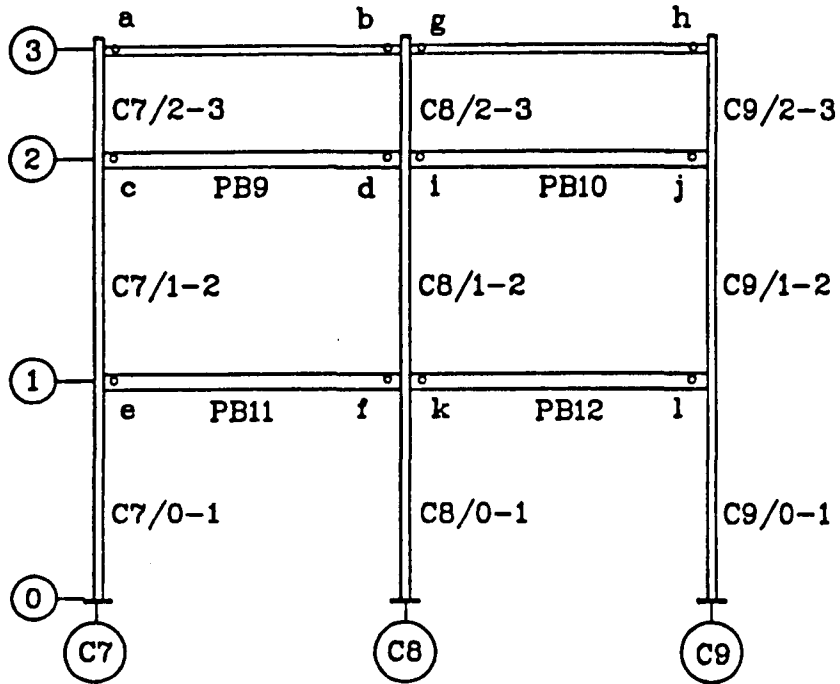 a b g h
3
C7/2-3 C8/2-3 C9/2-3
2
c PB9 d i PB10 j
C7/1-2 C8/1-2 C9/1-2
1
e PB11 f k PB12 l
C7/0-1 C8/0-1 C9/0-1
0
C7 C8 C9